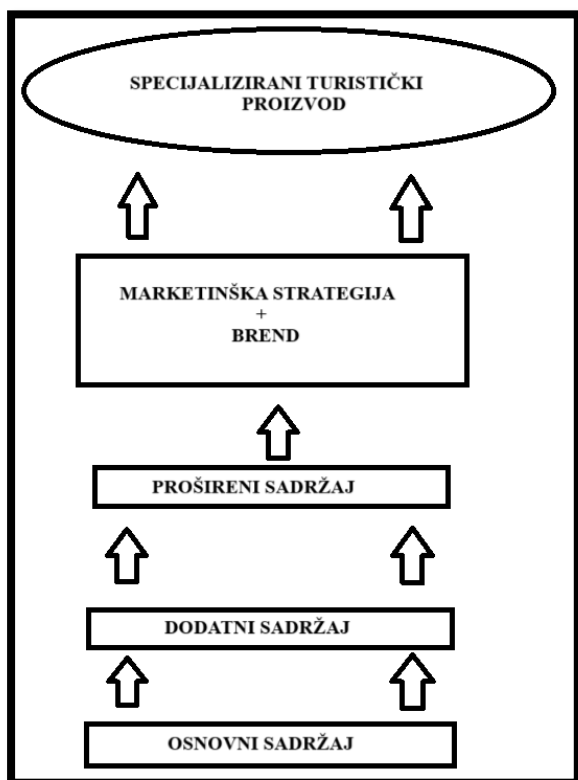 SPECIJALIZIRANI TURISTIČKI
PROIZVOD
MARKETINŠKA STRATEGIJA
+
BREND
PROŠIRENI SADRŽAJ
DODATNI SADRŽAJ
OSNOVNI SADRŽAJ